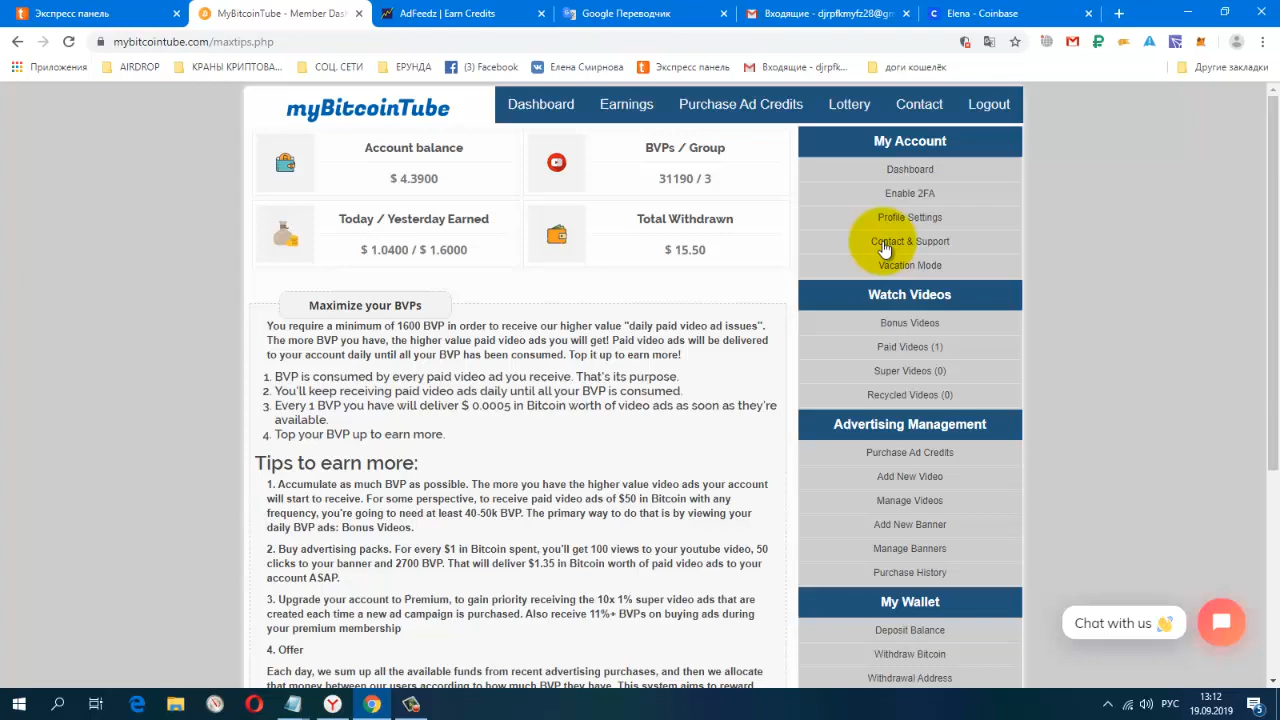 Экспресс панель
MyBitcoinTube - Member Das
AdFeedz | Earn Credits
Google Переводчик
Входящие - djrpfkmyfz28@gm
Elena - Coinbase
mybitcointube.com/maxtips.php
Приложения
AIRDROP
КРАНЫ КРИПТОВА...
СОЦ. СЕТИ
ЕРУНДА
(3) Facebook
Елена Смирнова
Экспресс панель
Входящие - djrpfk...
доги кошелёк
Другие закладки
myBitcoinTube
Dashboard
Earnings
Purchase Ad Credits
Lottery
Contact
Logout
Account balance
$ 4.3900
BVPs / Group
31190 / 3
Today / Yesterday Earned
$ 1.0400 / $ 1.6000
Total Withdrawn
$ 15.50
Maximize your BVPs
You require a minimum of 1600 BVP in order to receive our higher value "daily paid video ad issues".
The more BVP you have, the higher value paid video ads you will get! Paid video ads will be delivered
to your account daily until all your BVP has been consumed. Top it up to earn more!
1. BVP is consumed by every paid video ad you receive. That's its purpose.
2. You'll keep receiving paid video ads daily until all your BVP is consumed.
3. Every 1 BVP you have will deliver $ 0.0005 in Bitcoin worth of video ads as soon as they're
available.
4. Top your BVP up to earn more.
Tips to earn more:
1. Accumulate as much BVP as possible. The more you have the higher value video ads your account
will start to receive. For some perspective, to receive paid video ads of $50 in Bitcoin with any
frequency, you're going to need at least 40-50k BVP. The primary way to do that is by viewing your
daily BVP ads: Bonus Videos.
2. Buy advertising packs. For every $1 in Bitcoin spent, you'll get 100 views to your youtube video, 50
clicks to your banner and 2700 BVP. That will deliver $1.35 in Bitcoin worth of paid video ads to your
account ASAP.
3. Upgrade your account to Premium, to gain priority receiving the 10x 1% super video ads that are
created each time a new ad campaign is purchased. Also receive 11%+ BVPs on buying ads during
your premium membership
4. Offer
Each day, we sum up all the available funds from recent advertising purchases, and then we allocate
that money between our users according to how much BVP they have. This system aims to reward
My Account
Dashboard
Enable 2FA
Profile Settings
Contact & Support
Vacation Mode
Watch Videos
Bonus Videos
Paid Videos (1)
Super Videos (0)
Recycled Videos (0)
Advertising Management
Purchase Ad Credits
Add New Video
Manage Videos
Add New Banner
Manage Banners
Purchase History
My Wallet
Deposit Balance
Withdraw Bitcoin
Withdrawal Address
Chat with us 👋
РУС
13:12
19.09.2019
5